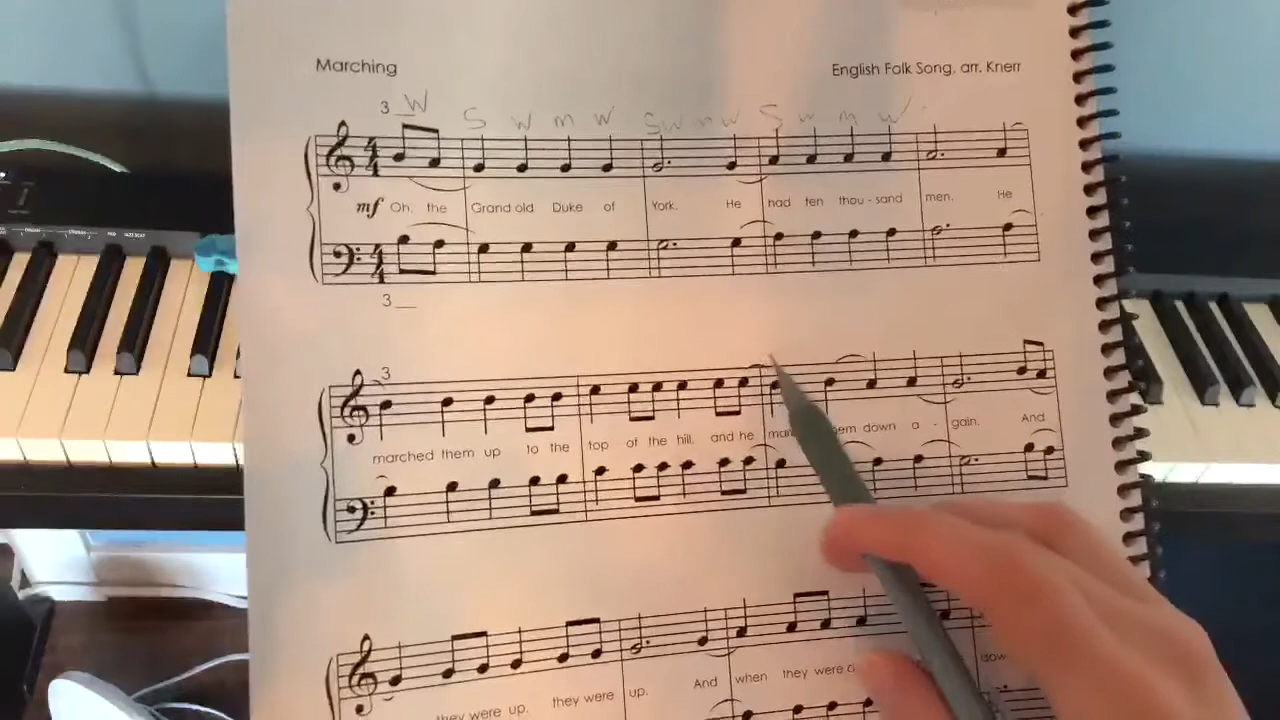 Marching
English Folk Song, arr. Knerr
3 W S W m W S w m w S w m w
mf Oh, the Grand old Duke of York. He had ten thou - sand men. He
3
3
marched them up to the top of the hill, and he down a - gain. And
they were up, they were up. And when they were